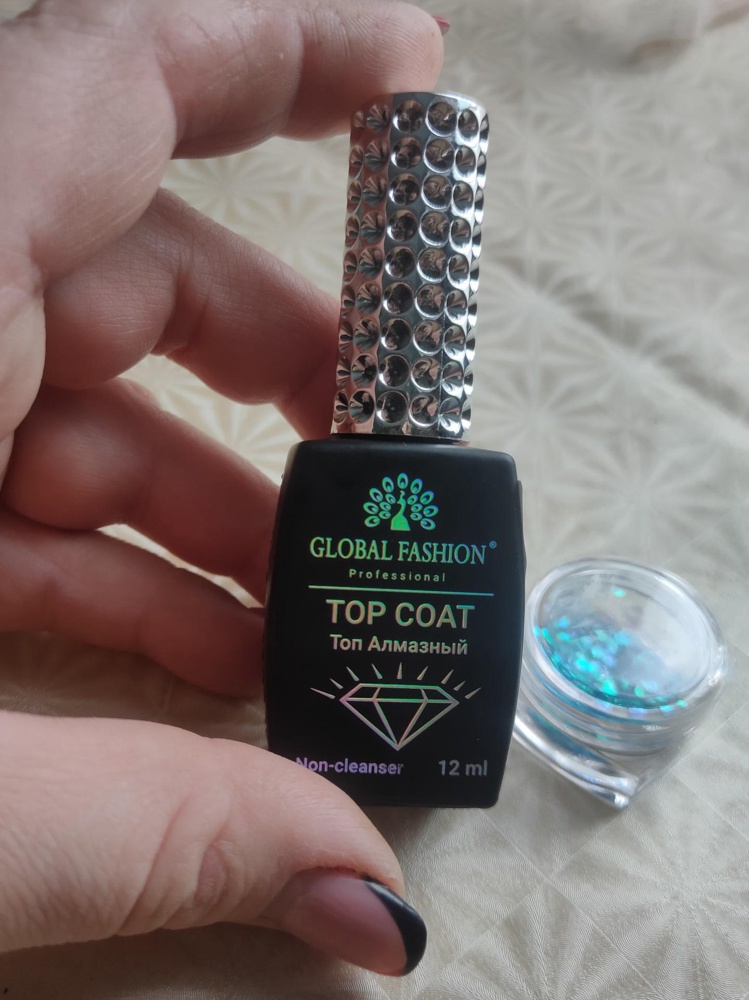 GLOBAL FASHION®
Professional
TOP COAT
Топ Алмазный
Non-cleanser 12 ml